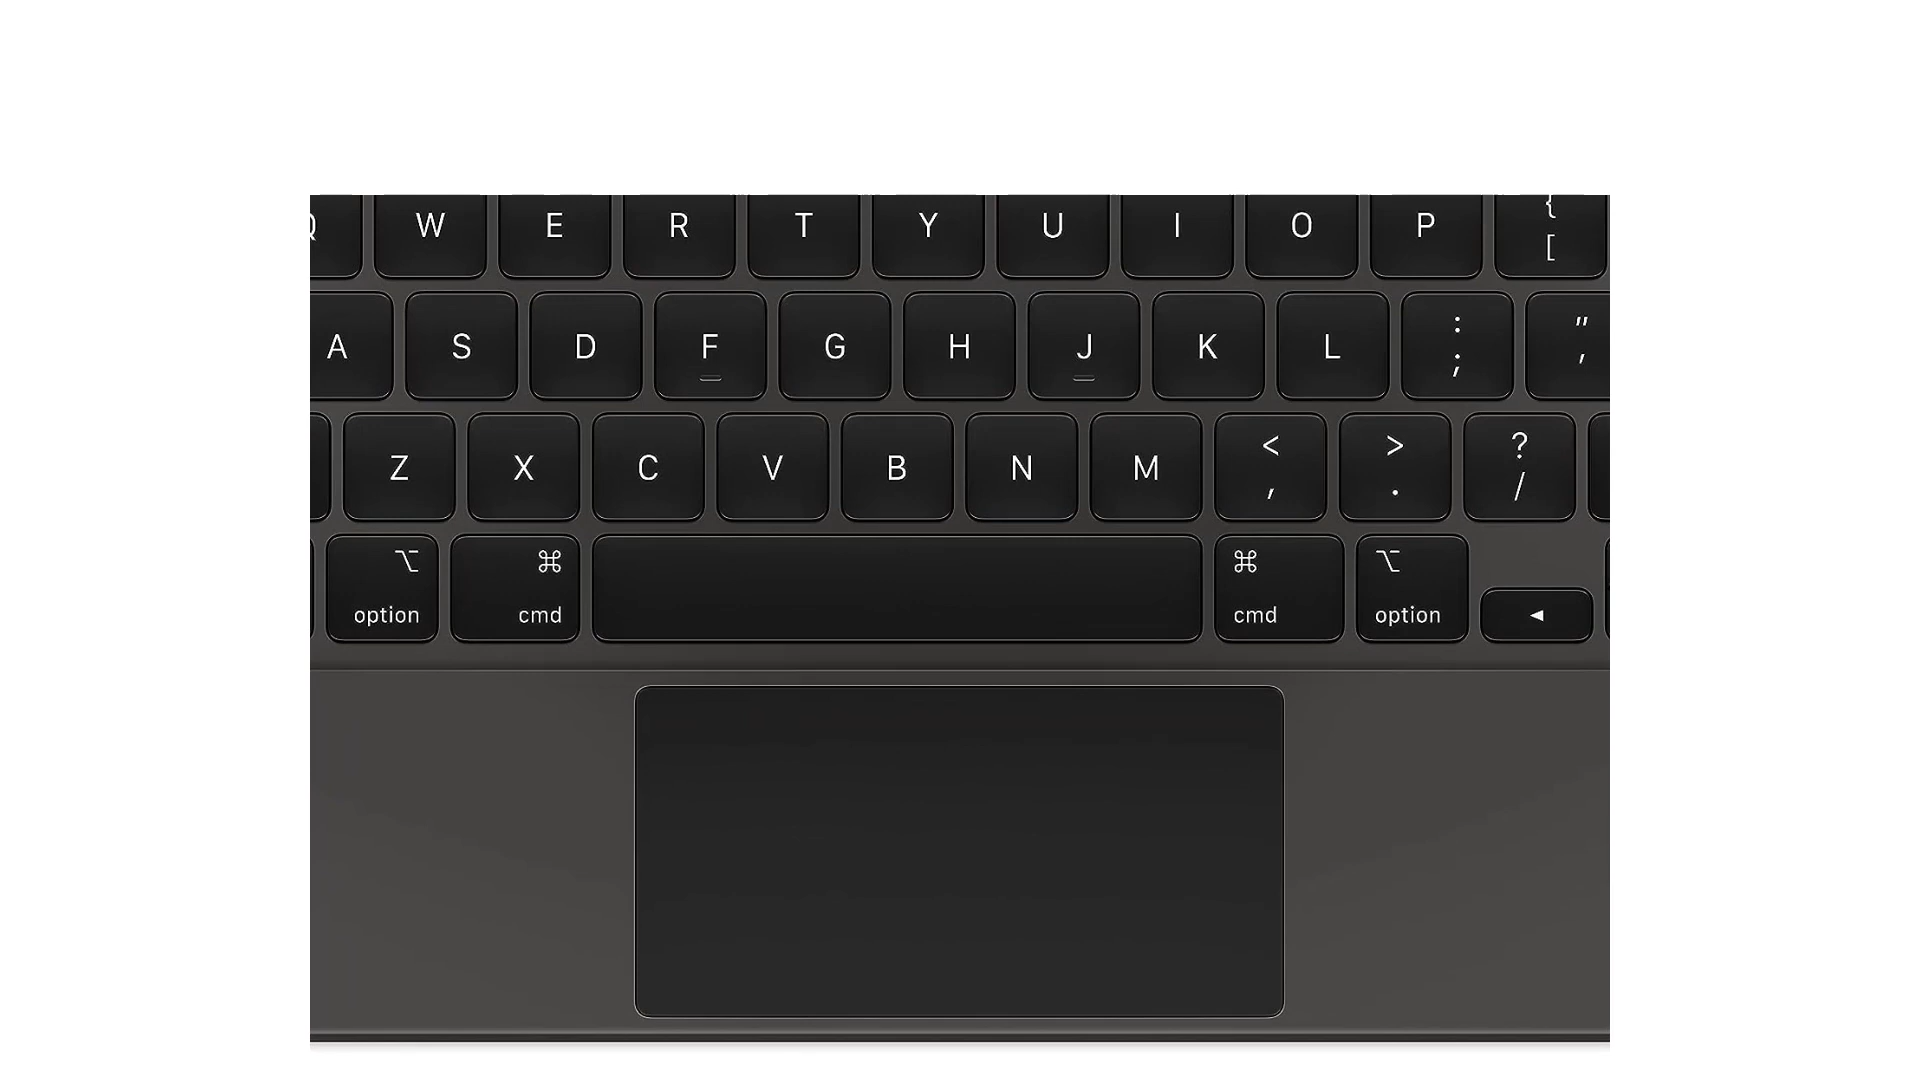 Q W E R T Y U I O P {
[
A S D F G H J K L : "
; '
Z X C V B N M < > ?
, . /
⌥ ⌘ ⌘ ⌥
option cmd cmd option ◄